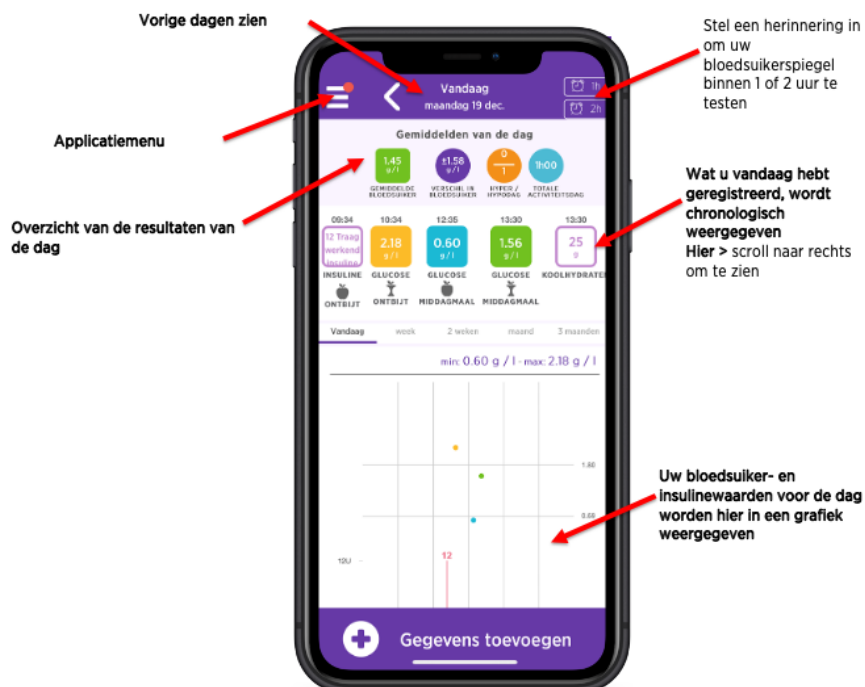 Vorige dagen zien
Stel een herinnering in
om uw
bloedsuikerspiegel
binnen 1 of 2 uur te
testen
Applicatiemenu
Overzicht van de resultaten van
de dag
Wat u vandaag hebt
geregistreerd, wordt
chronologisch
weergegeven
Hier > scroll naar rechts
om te zien
Uw bloedsuiker- en
insulinewaarden voor de dag
worden hier in een grafiek
weergegeven
Vandaag
maandag 19 dec.
1h
2h
Gemiddelden van de dag
1.45
g/l
±1.58
g/l
0
1
1h00
GEMIDDELDE
BLOEDSUIKER
VERSCHIL IN
BLOEDSUIKER
HYPER /
HYPODAG
TOTALE
ACTIVITEITSDAG
09:34 10:34 12:35 13:30 13:30
12 Traag
werkend
insuline
2.18
g/l
0.60
g/l
1.56
g/l
25
g
INSULINE GLUCOSE GLUCOSE GLUCOSE KOOLHYDRATEN
ONTBIJT ONTBIJT MIDDAGMAAL MIDDAGMAAL
Vandaag week 2 weken maand 3 maanden
min: 0.60 g / l - max: 2.18 g / l
12U
12
Gegevens toevoegen